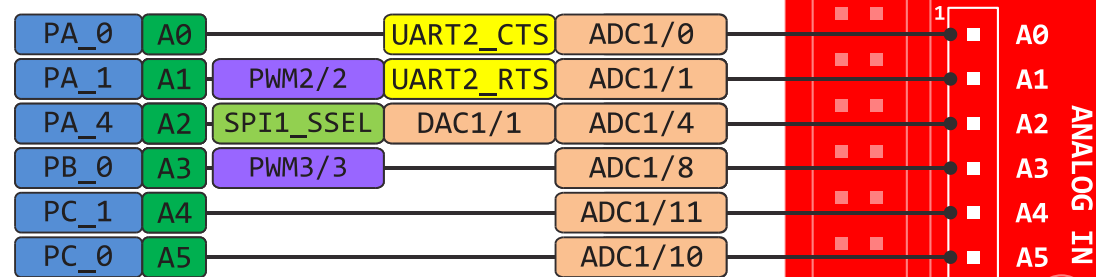 PA_0 A0 UART2_CTS ADC1/0 1 A0
PA_1 A1 PWM2/2 UART2_RTS ADC1/1 A1
PA_4 A2 SPI1_SSEL DAC1/1 ADC1/4 A2
PB_0 A3 PWM3/3 ADC1/8 A3
PC_1 A4 ADC1/11 A4
PC_0 A5 ADC1/10 A5
ANALOG IN